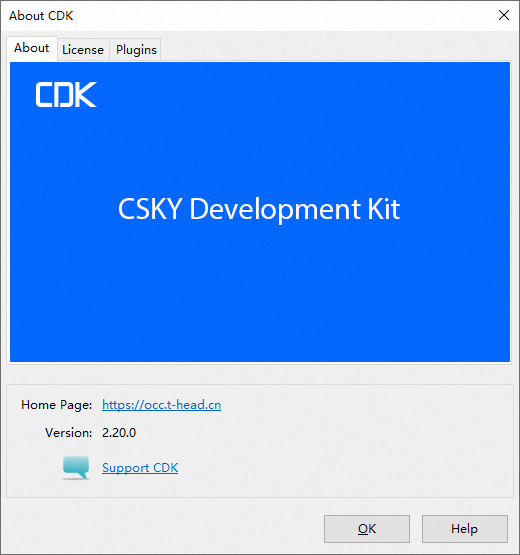 About CDK
About License Plugins
CDK
CSKY Development Kit
Home Page: https://occ.t-head.cn
Version: 2.20.0
Support CDK
OK Help